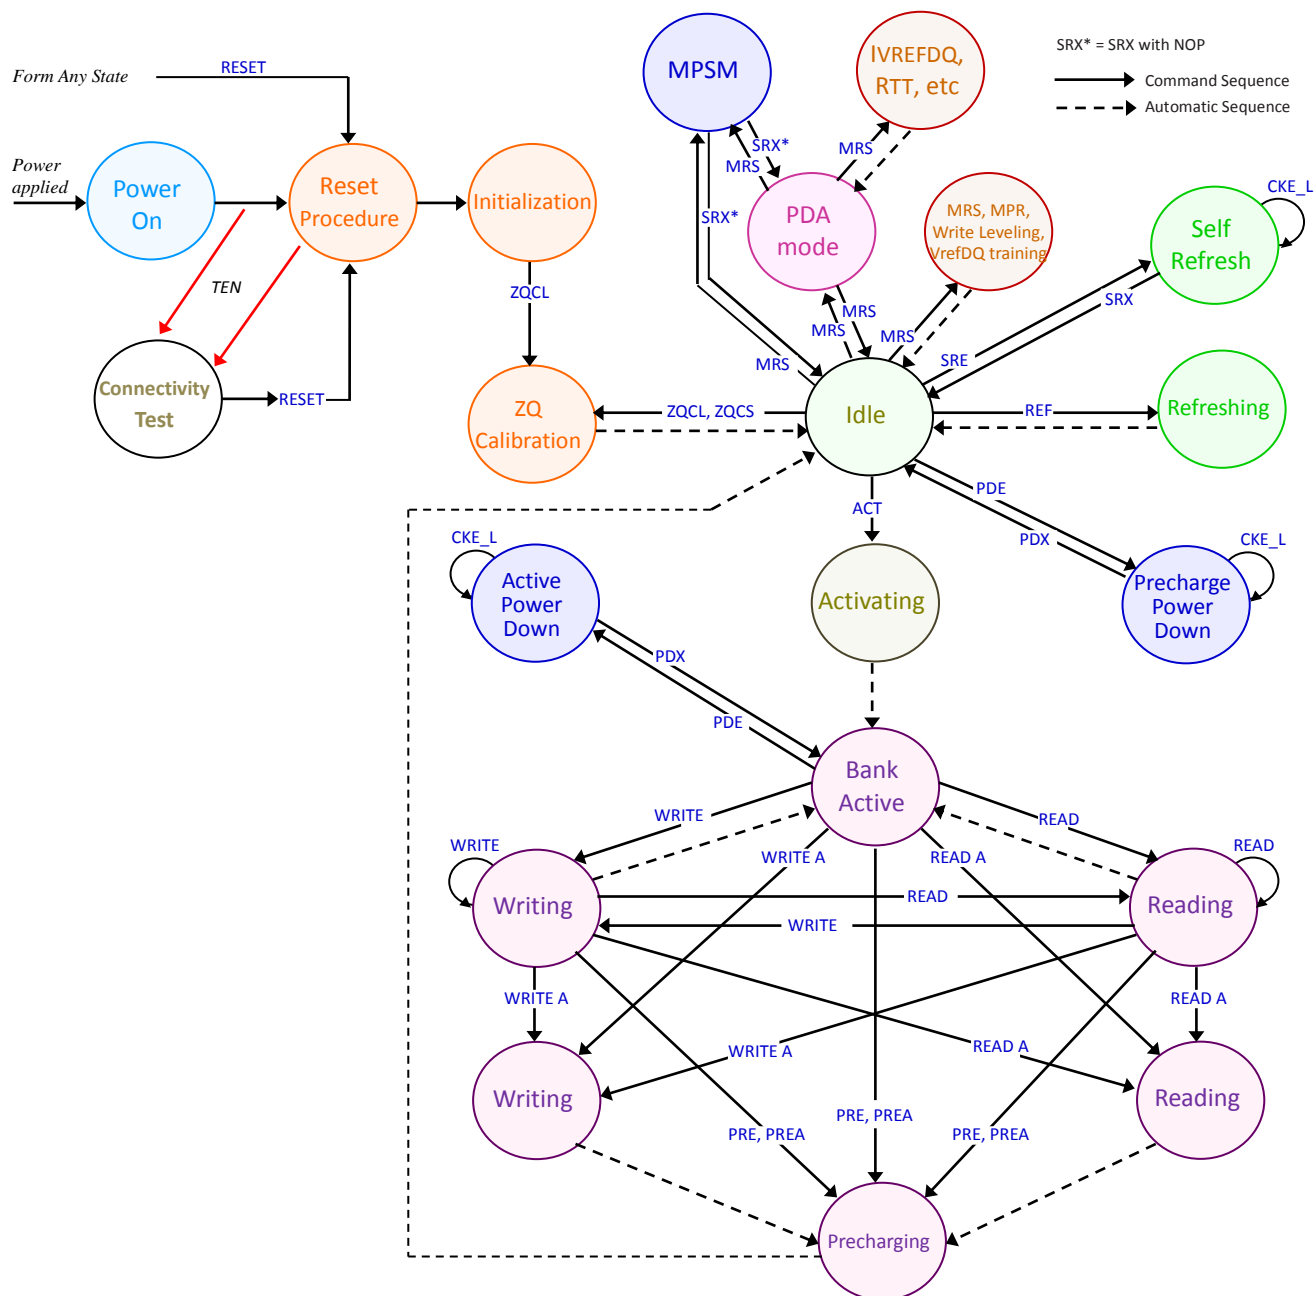 SRX* = SRX with NOP
Command Sequence
Automatic Sequence
Form Any State
RESET
Power
applied
Power
On
Reset
Procedure
Initialization
TEN
Connectivity
Test
RESET
ZQCL
ZQ
Calibration
MPSM
IVREFDQ,
RTT, etc
SRX*
MRS
MRS
PDA
mode
SRX*
MRS, MPR,
Write Leveling,
VrefDQ training
Self
Refresh
CKE_L
MRS
MRS
MRS
MRS
SRE
SRX
ZQCL, ZQCS
Idle
REF
Refreshing
ACT
PDE
PDX
CKE_L
Active
Power
Down
Activating
CKE_L
Precharge
Power
Down
PDX
PDE
Bank
Active
WRITE
READ
WRITE
WRITE A
READ A
READ
Writing
READ
WRITE
Reading
WRITE A
READ A
WRITE A
READ A
Writing
Reading
PRE, PREA
PRE, PREA
PRE, PREA
Precharging